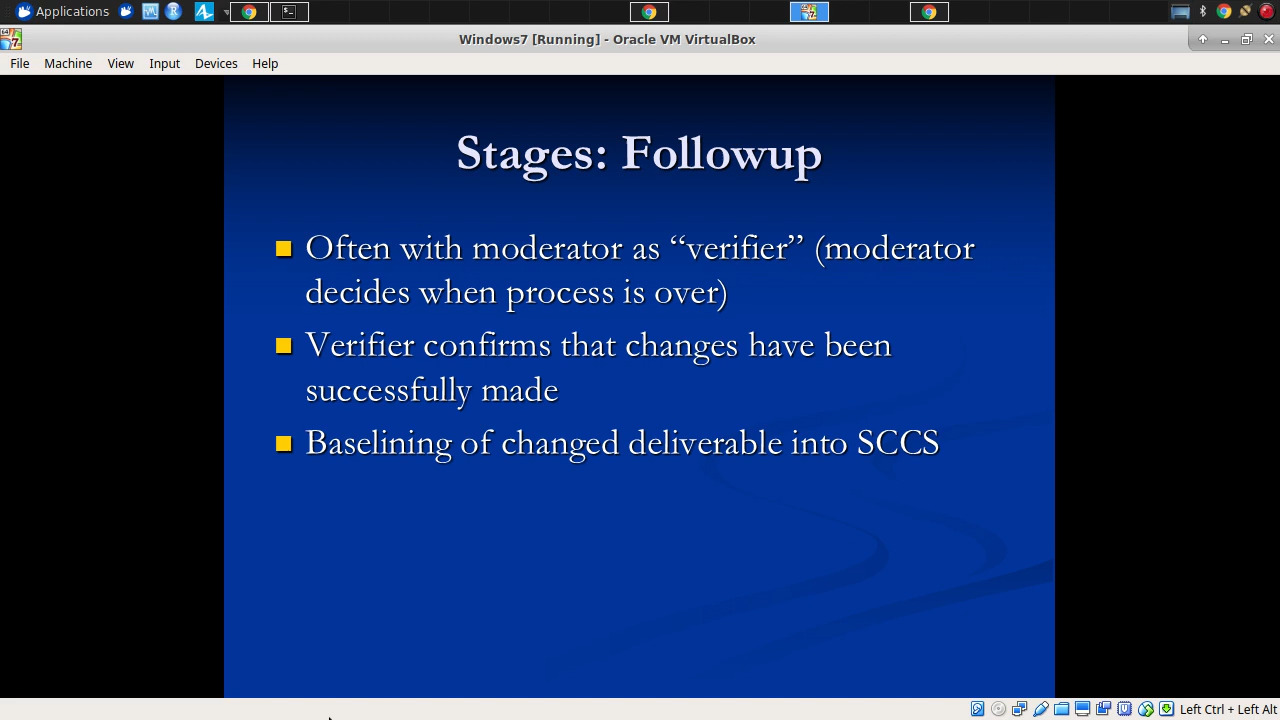 Applications
Windows7 [Running] - Oracle VM VirtualBox
File Machine View Input Devices Help
Stages: Followup
Often with moderator as “verifier” (moderator
decides when process is over)
Verifier confirms that changes have been
successfully made
Baselining of changed deliverable into SCCS
Left Ctrl + Left Alt